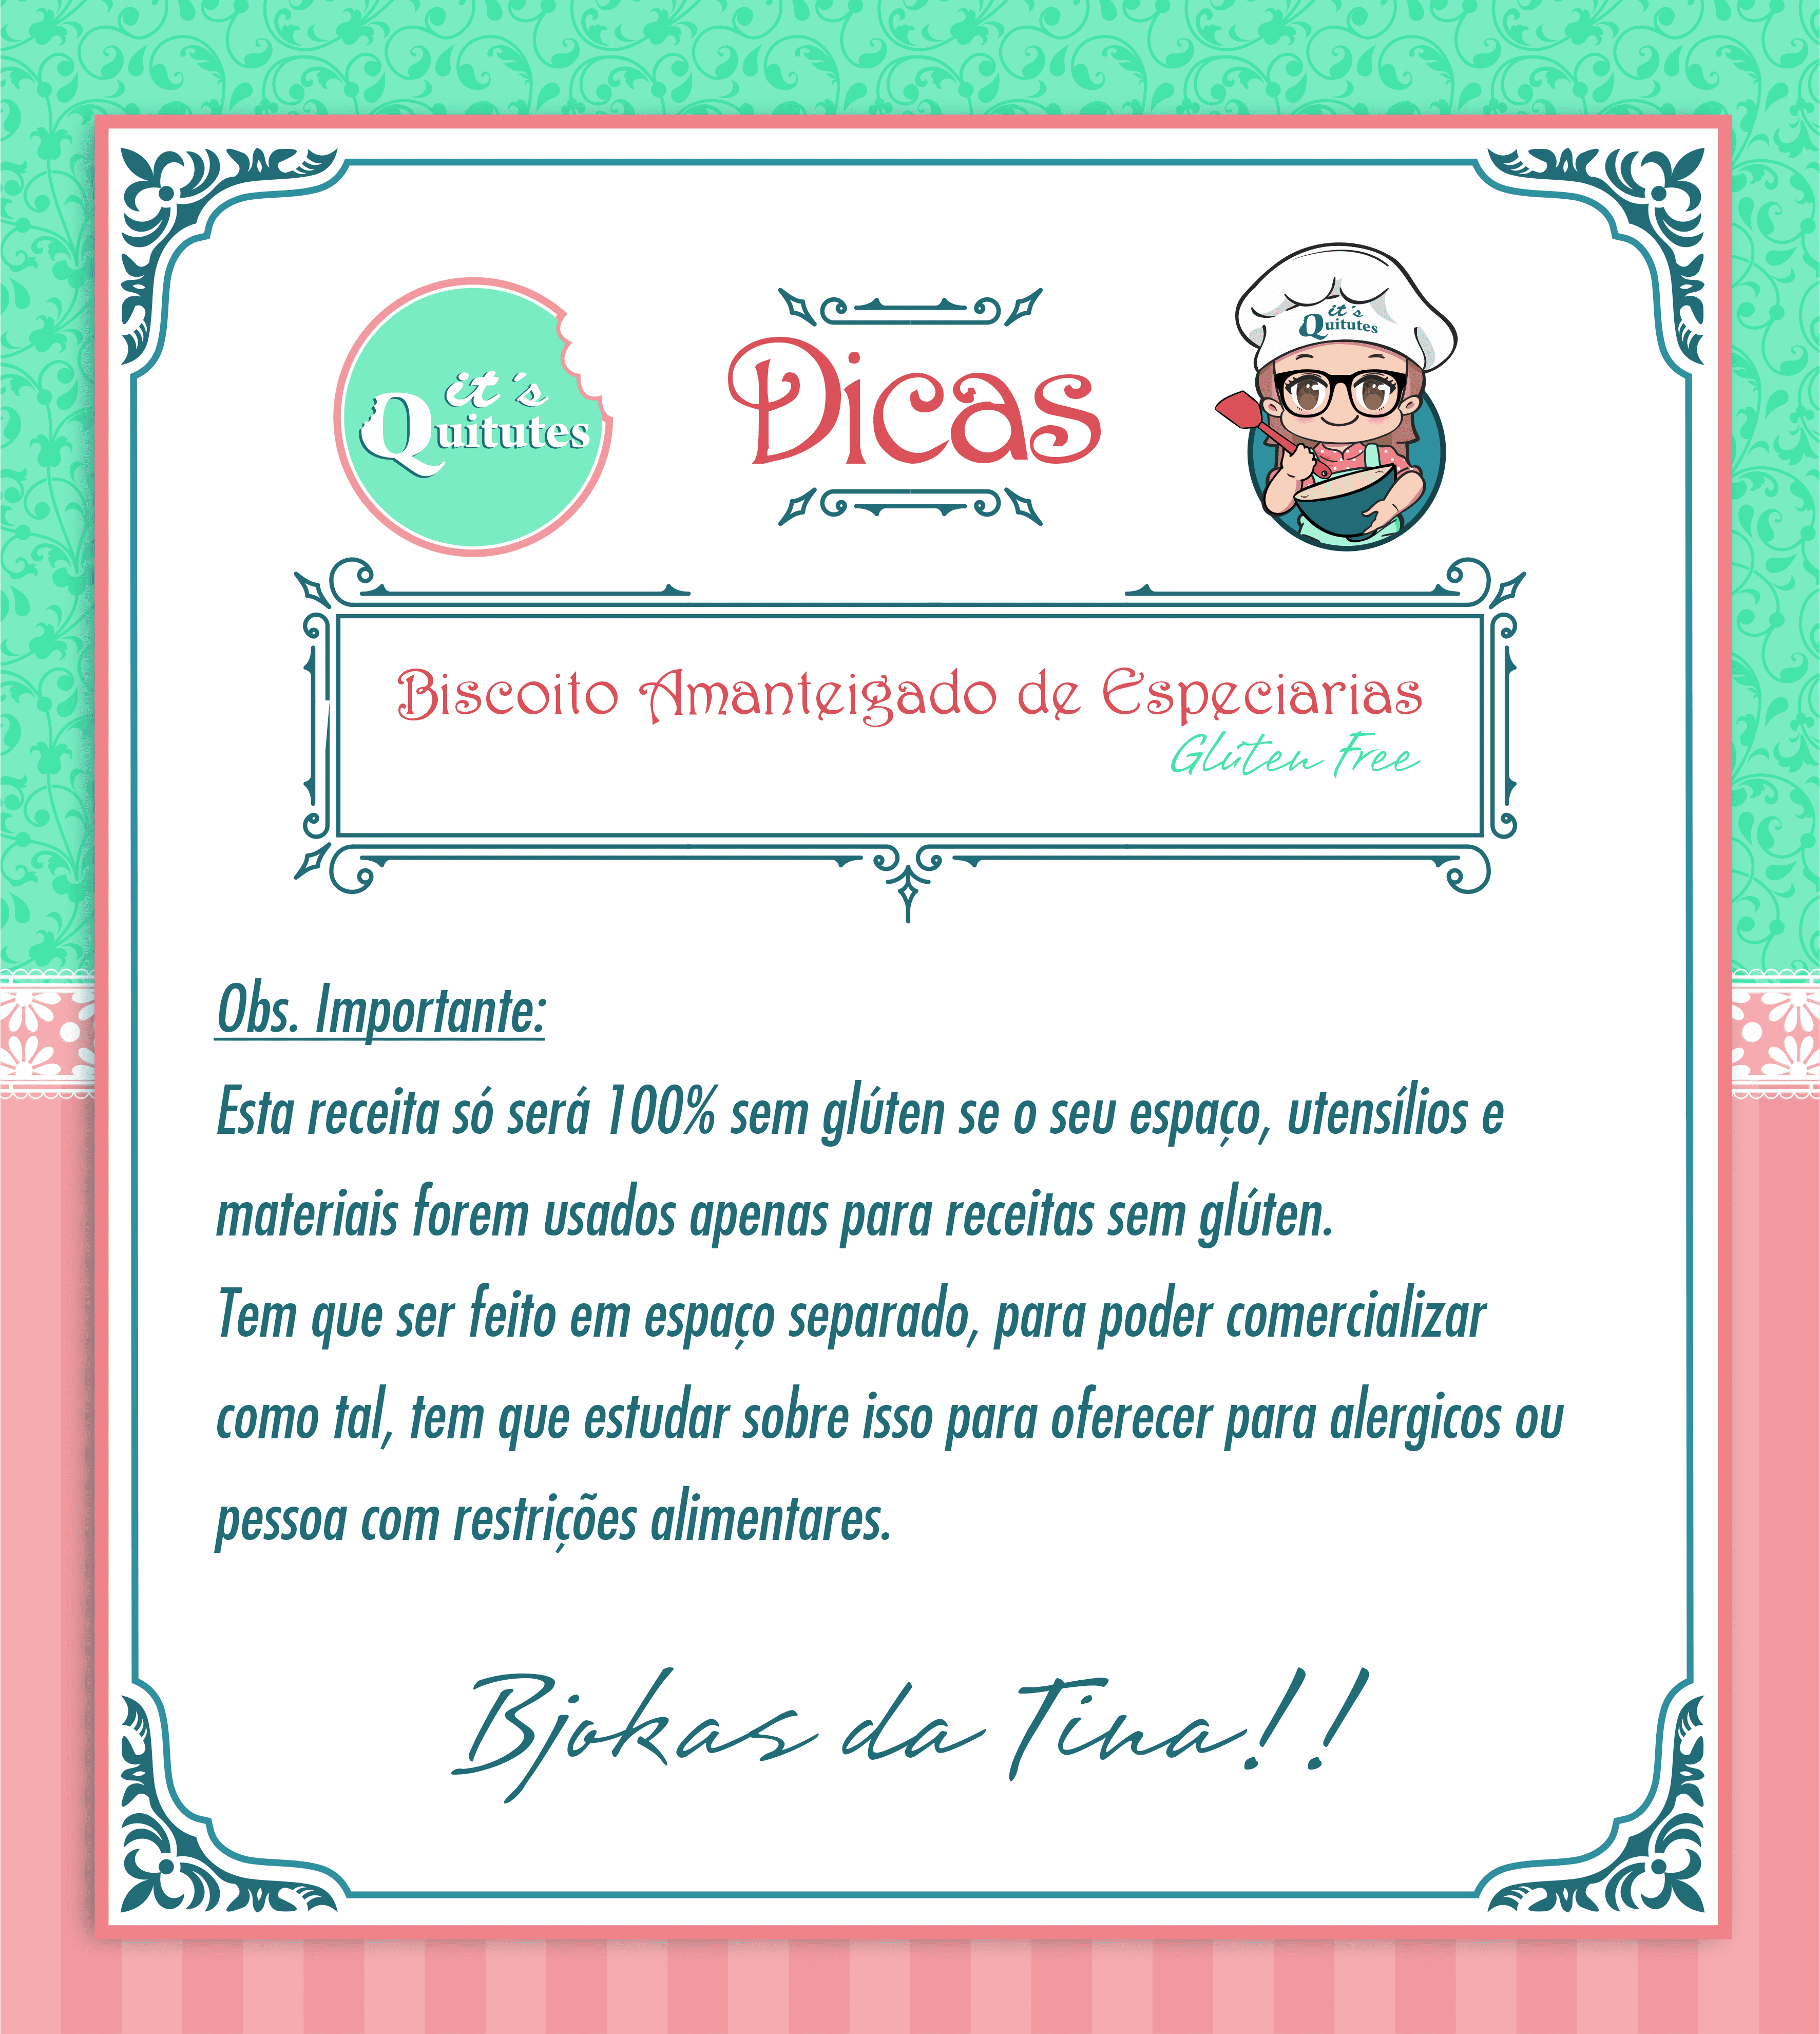 it´s
Quitutes
Dicas
it´s
Quitutes
Biscoito Amanteigado de Especiarias
Glúten Free
Obs. Importante:
Esta receita só será 100% sem glúten se o seu espaço, utensílios e
materiais forem usados apenas para receitas sem glúten.
Tem que ser feito em espaço separado, para poder comercializar
como tal, tem que estudar sobre isso para oferecer para alergicos ou
pessoa com restrições alimentares.
Bjokas da Tina!!